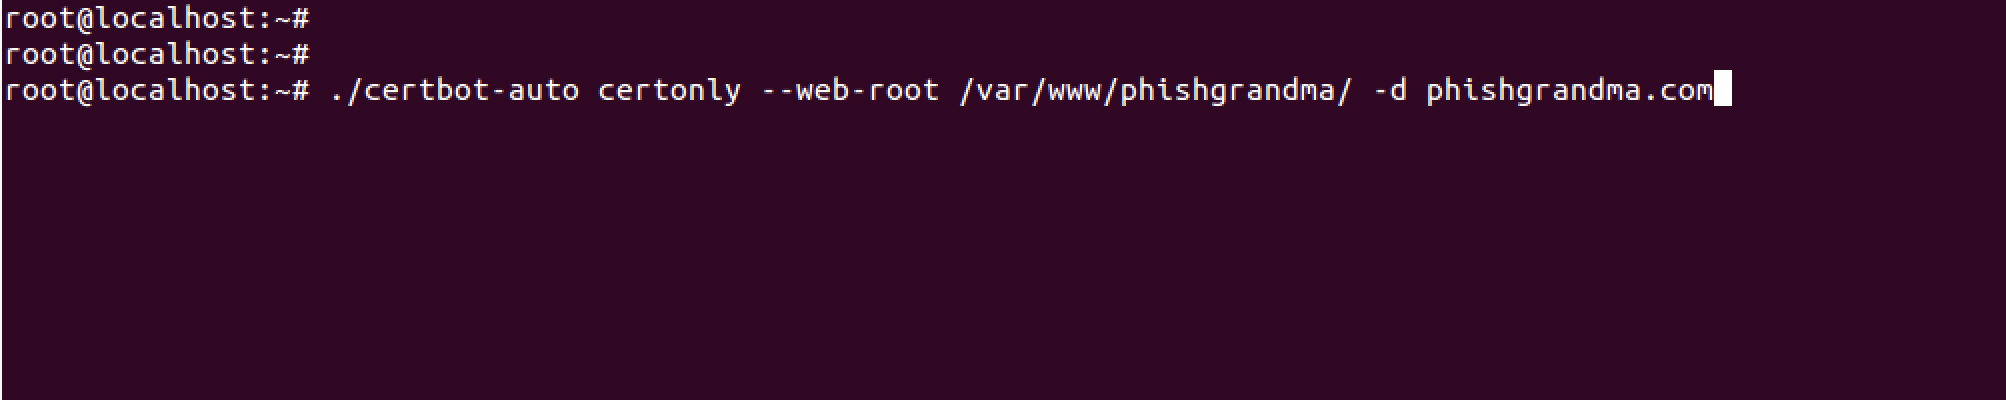 root@localhost:~#
root@localhost:~#
root@localhost:~# ./certbot-auto certonly --web-root /var/www/phishgrandma/ -d phishgrandma.com